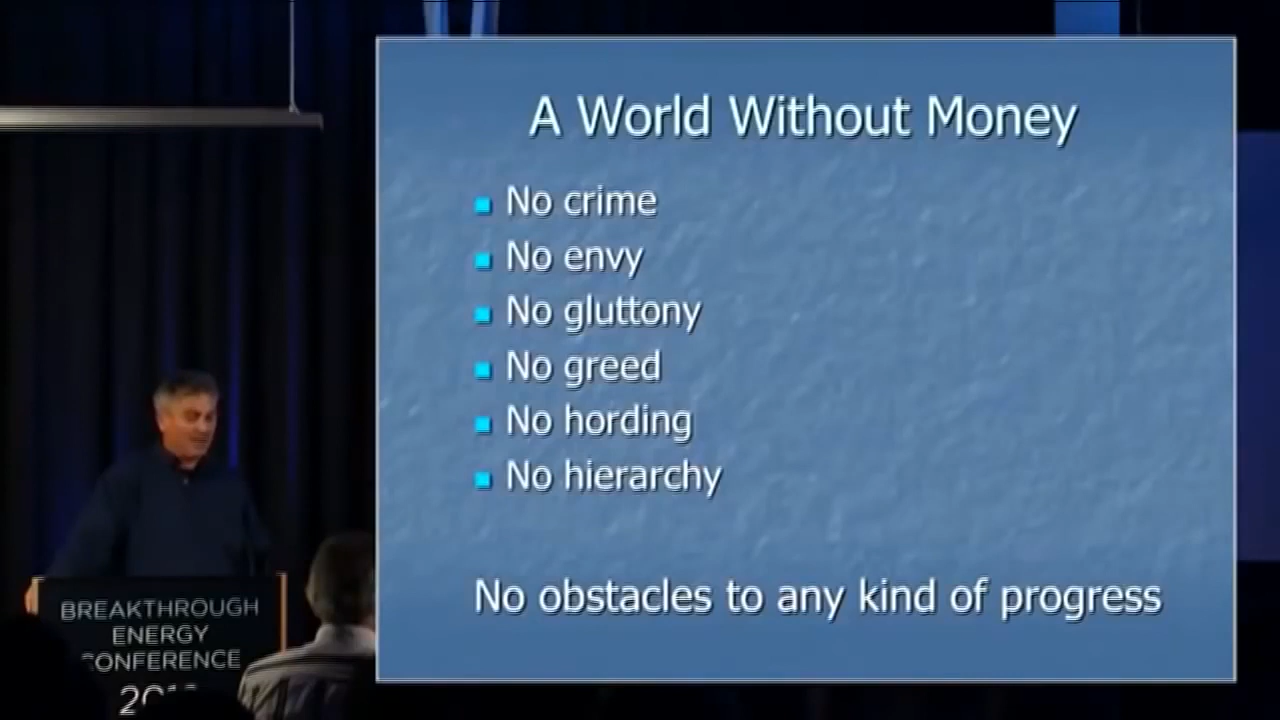 A World Without Money
No crime
No envy
No gluttony
No greed
No hording
No hierarchy
No obstacles to any kind of progress
BREAKTHROUGH
ENERGY
CONFERENCE